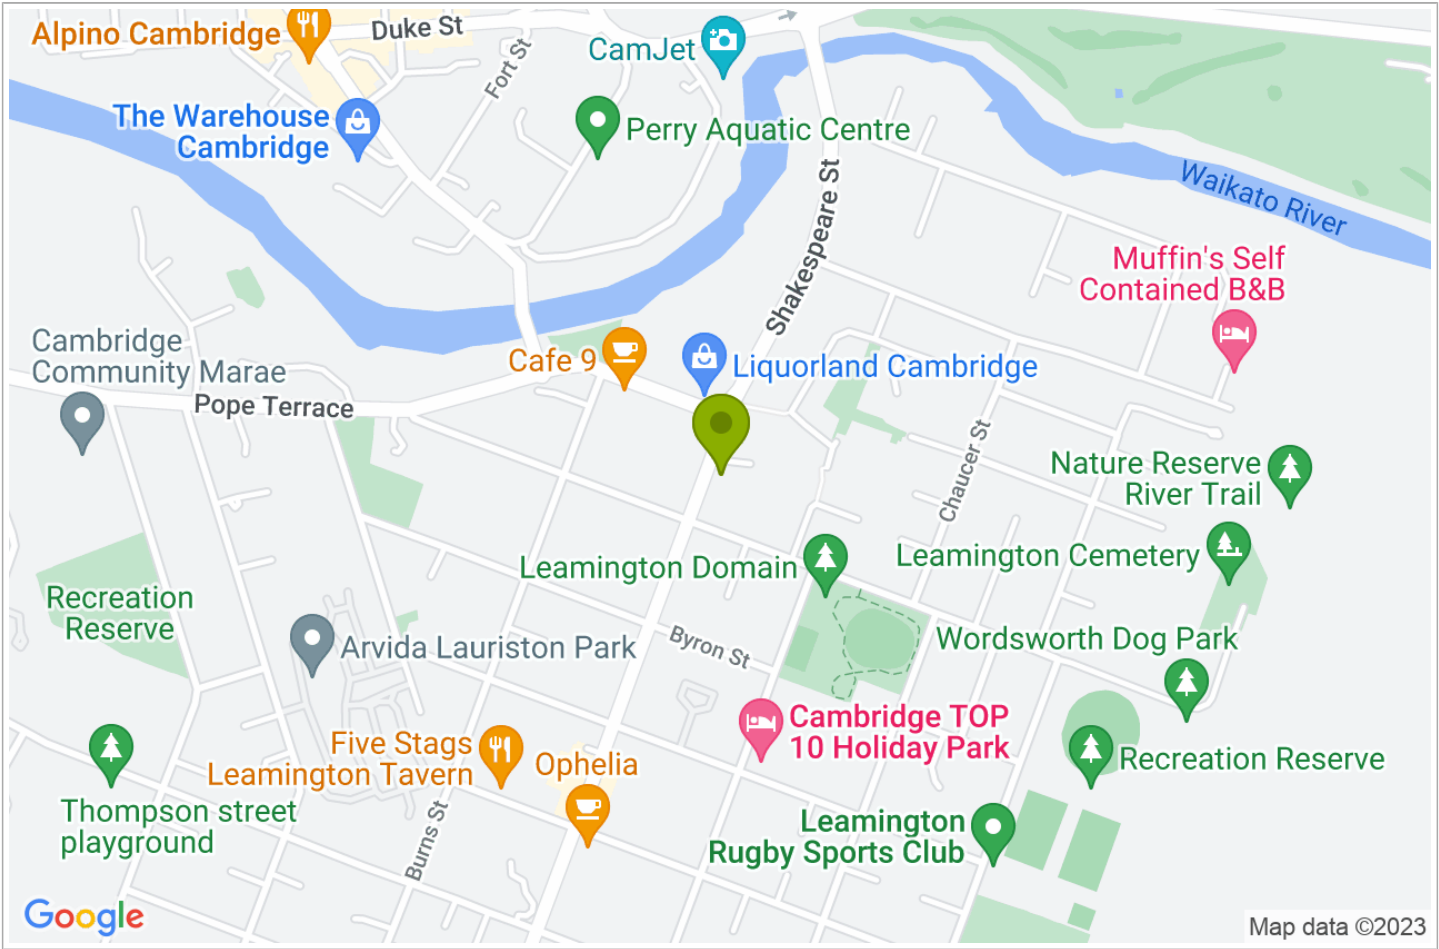 Alpino Cambridge
Duke St
CamJet
Fort St
The Warehouse
Cambridge
Perry Aquatic Centre
Waikato River
Shakespeare St
Muffin's Self
Contained B&B
Cambridge
Community Marae
Cafe 9
Liquorland Cambridge
Pope Terrace
Chaucer St
Nature Reserve
River Trail
Leamington Domain
Leamington Cemetery
Recreation
Reserve
Arvida Lauriston Park
Byron St
Wordsworth Dog Park
Cambridge TOP
10 Holiday Park
Five Stags
Leamington Tavern
Ophelia
Recreation Reserve
Thompson street
playground
Burns St
Leamington
Rugby Sports Club
Google
Map data ©2023